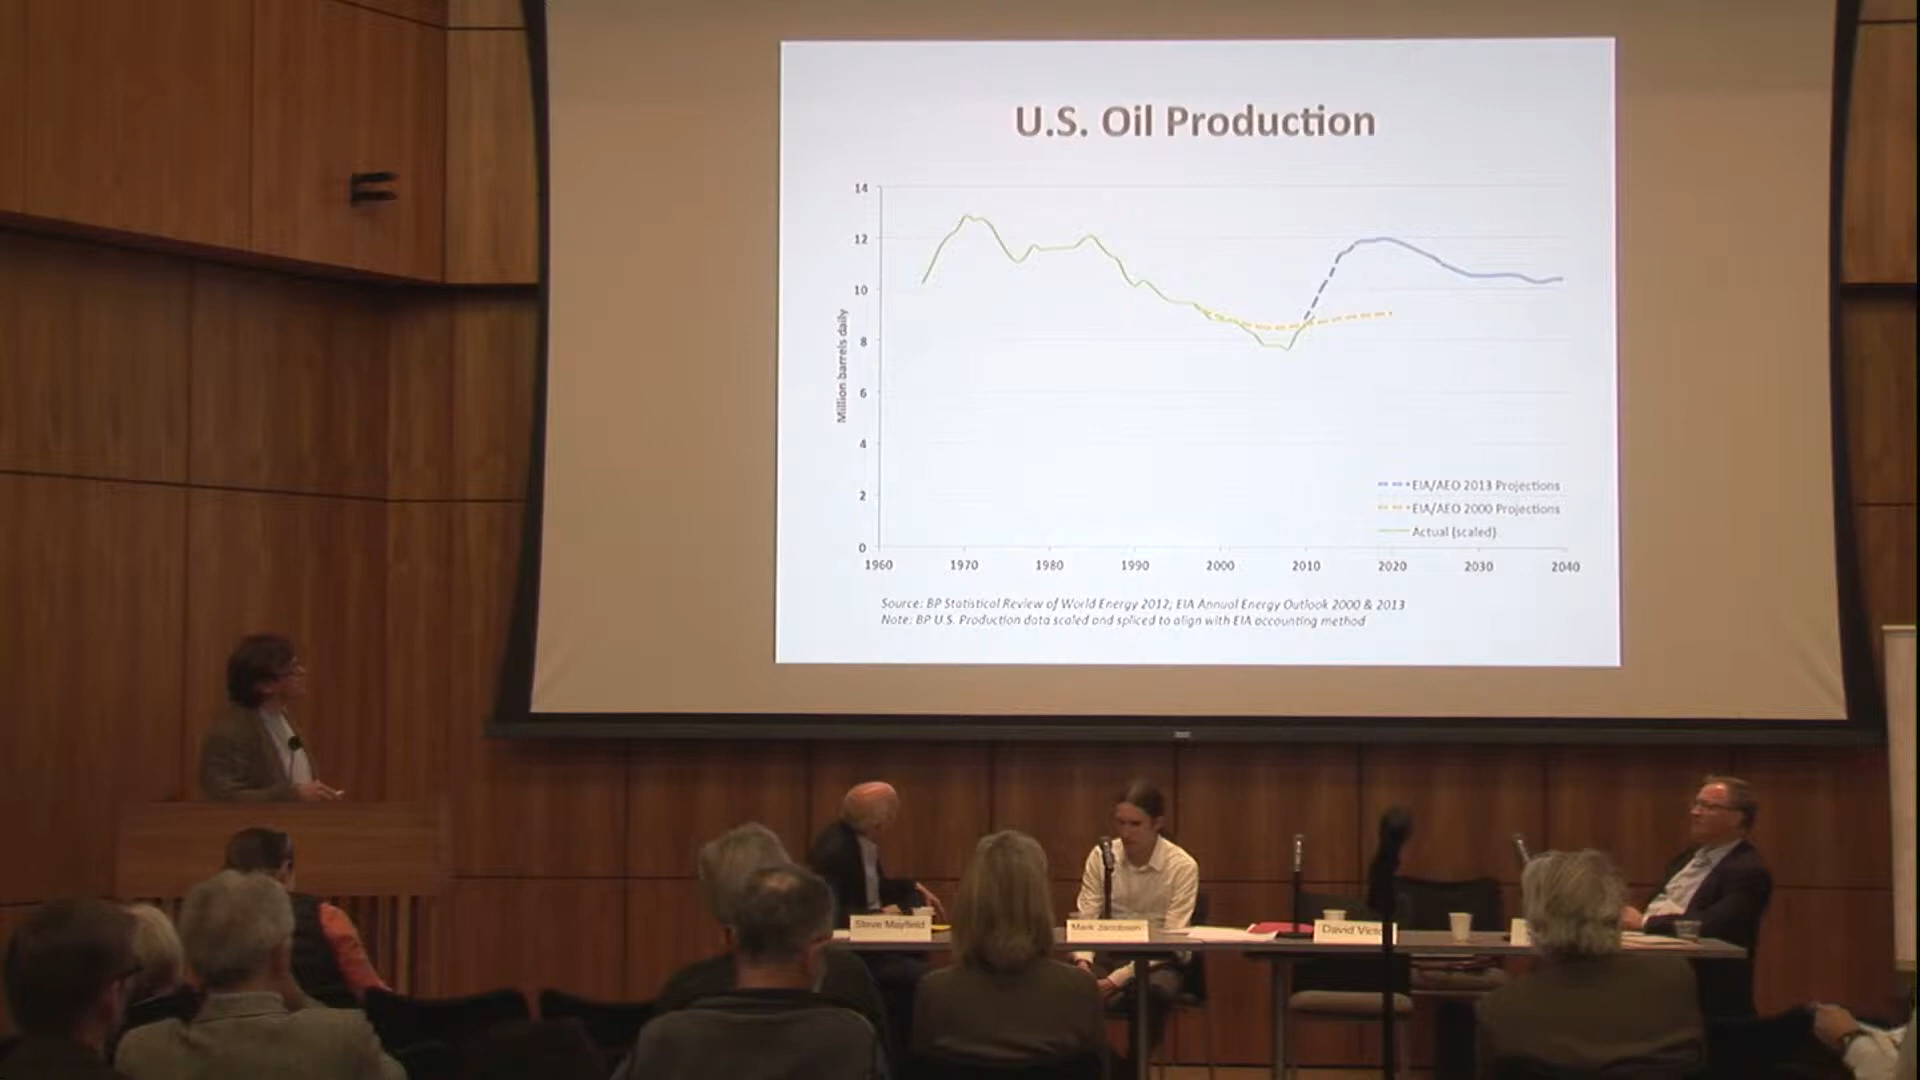 U.S. Oil Production
14
12
10
8
6
4
2
0
Million barrels daily
1960 1970 1980 1990 2000 2010 2020 2030 2040
EIA/AEO 2013 Projections
EIA/AEO 2000 Projections
Actual (scaled)
Source: BP Statistical Review of World Energy 2012; EIA Annual Energy Outlook 2000 & 2013
Note: BP U.S. Production data scaled and spliced to align with EIA accounting method
Steve Mayfield
Mark Jacobsen
David Victo